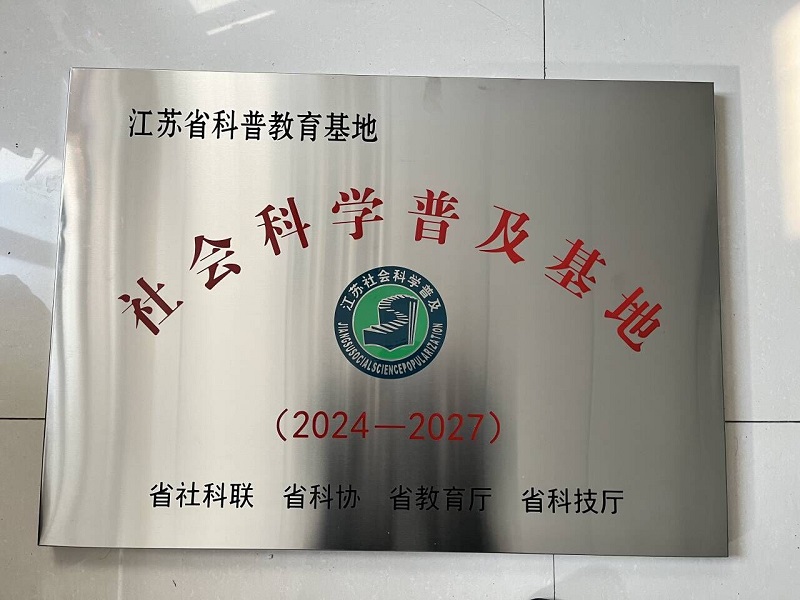 江苏省科普教育基地
社会科学普及基地
江苏社会科学普及
JIANGSUSOCIALSCIENCEPOPULARIZATION
（2024—2027）
省社科联 省科协 省教育厅 省科技厅